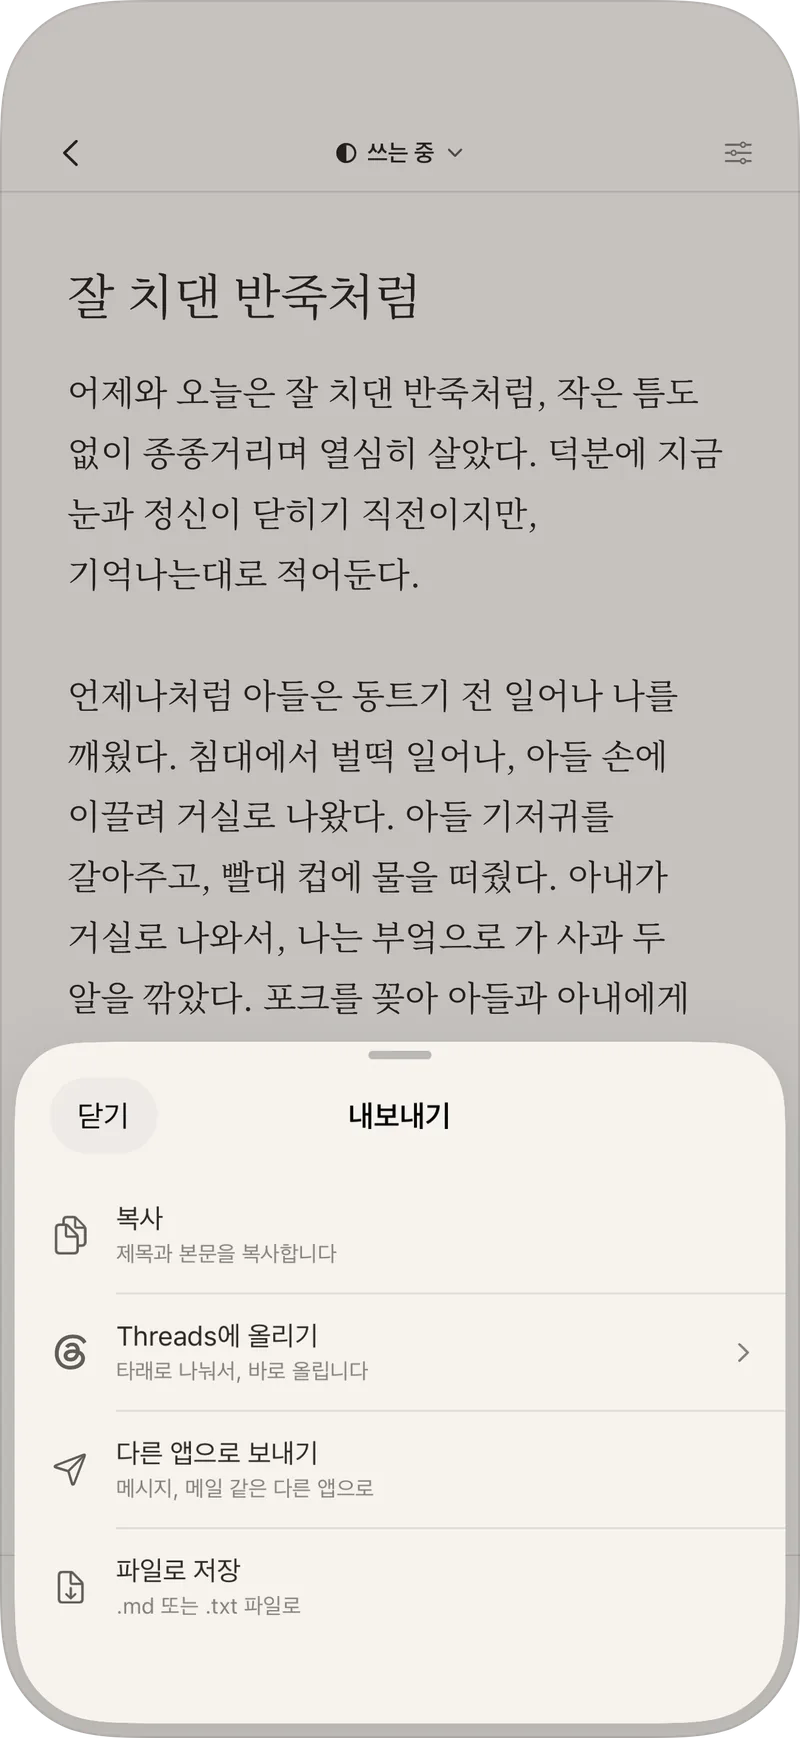 쓰는 중
잘 치댄 반죽처럼
어제와 오늘은 잘 치댄 반죽처럼, 작은 틈도
없이 종종거리며 열심히 살았다. 덕분에 지금
눈과 정신이 닫히기 직전이지만,
기억나는대로 적어둔다.
언제나처럼 아들은 동트기 전 일어나 나를
깨웠다. 침대에서 벌떡 일어나, 아들 손에
이끌려 거실로 나왔다. 아들 기저귀를
갈아주고, 빨대 컵에 물을 떠줬다. 아내가
거실로 나와서, 나는 부엌으로 가 사과 두
알을 깎았다. 포크를 꽂아 아들과 아내에게
닫기
내보내기
복사
제목과 본문을 복사합니다
Threads에 올리기
타래로 나눠서, 바로 올립니다
다른 앱으로 보내기
메시지, 메일 같은 다른 앱으로
파일로 저장
.md 또는 .txt 파일로